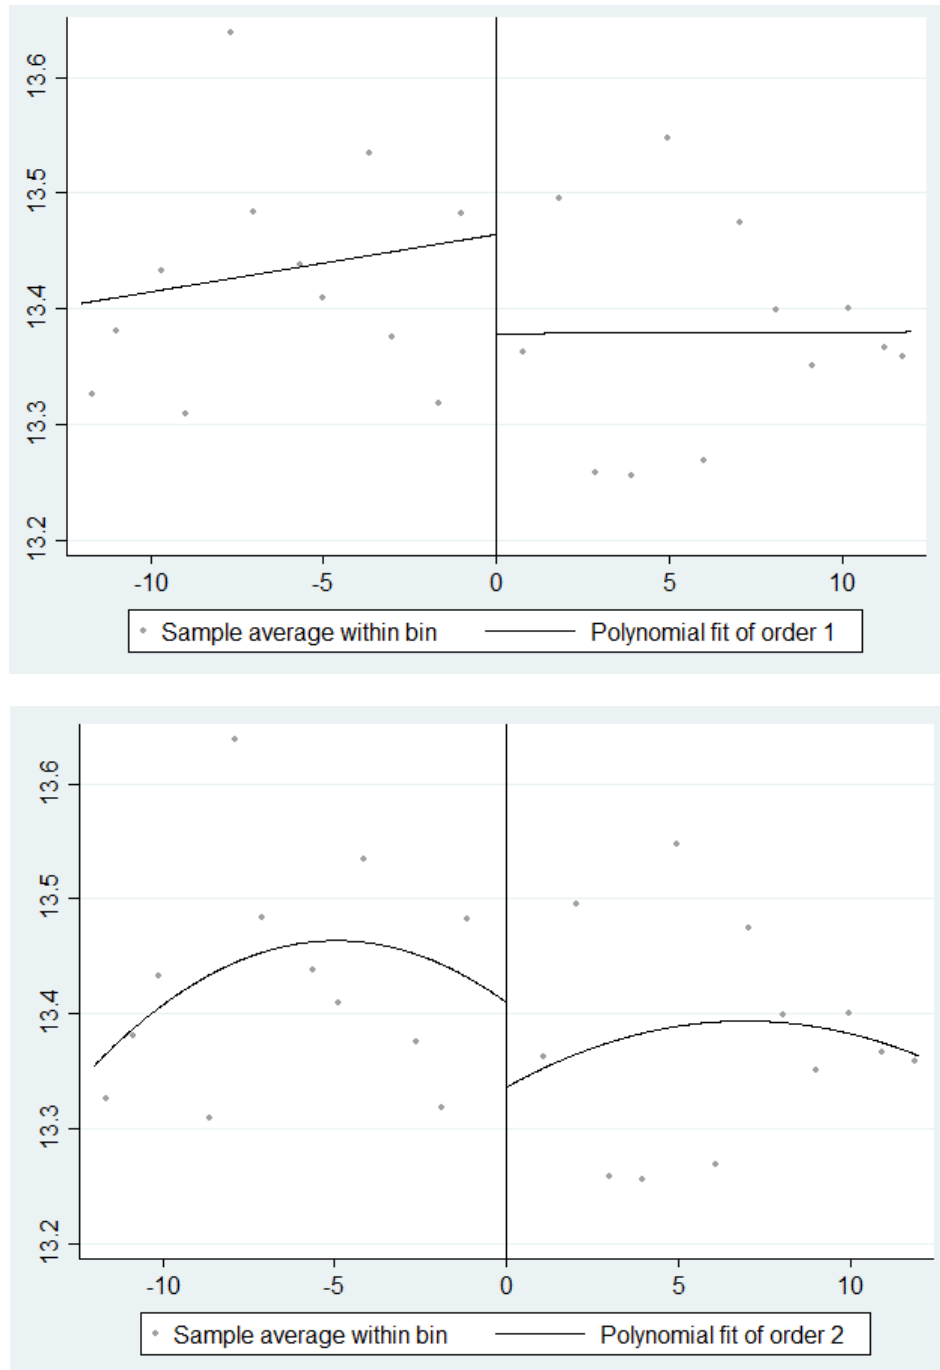 13.6
13.5
13.4
13.3
13.2
-10 -5 0 5 10
Sample average within bin Polynomial fit of order 1
13.6
13.5
13.4
13.3
13.2
-10 -5 0 5 10
Sample average within bin Polynomial fit of order 2